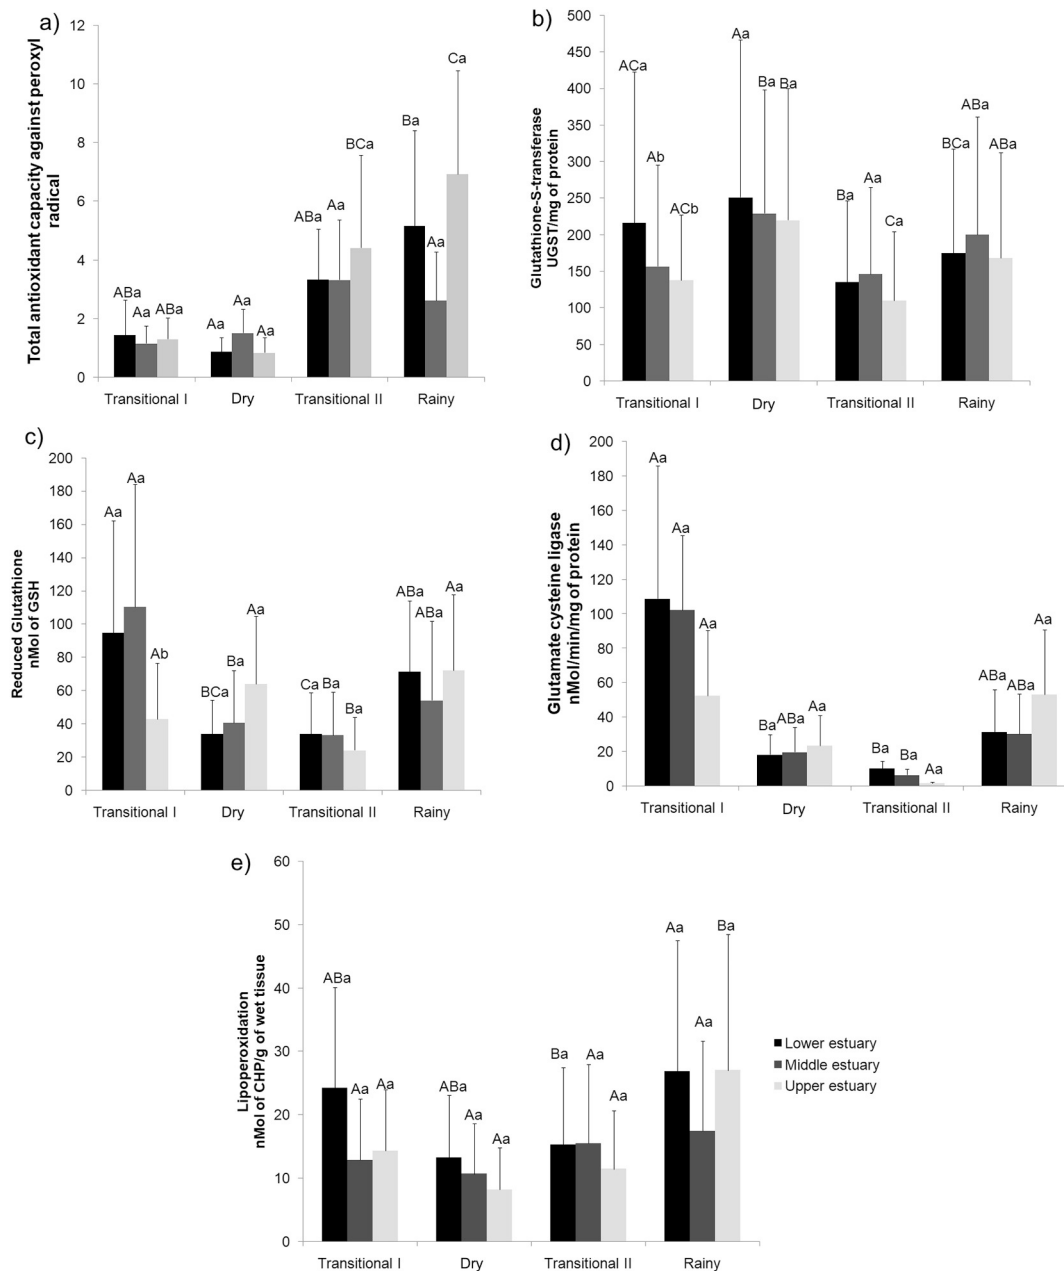 a)
Total antioxidant capacity against peroxyl
radical
12
10
8
6
4
2
0
ABa
Aa
ABa
Aa
Aa
Aa
ABa
Aa
BCa
Ba
Aa
Ca
Transitional I
Dry
Transitional II
Rainy
b)
Glutathione-S-transferase
UGST/mg of protein
500
450
400
350
300
250
200
150
100
50
0
ACa
Ab
ACb
Aa
Ba
Ba
Ba
Aa
Ca
BCa
ABa
ABa
Transitional I
Dry
Transitional II
Rainy
c)
Reduced Glutathione
nMol of GSH
200
180
160
140
120
100
80
60
40
20
0
Aa
Aa
Ab
BCa
Ba
Aa
Ca
Ba
Ba
ABa
ABa
Aa
Transitional I
Dry
Transitional II
Rainy
d)
Glutamate cysteine ligase
nMol/min/mg of protein
200
180
160
140
120
100
80
60
40
20
0
Aa
Aa
Aa
Ba
ABa
Aa
Ba
Ba
Aa
ABa
ABa
Aa
Transitional I
Dry
Transitional II
Rainy
e)
Lipoperoxidation
nMol of CHP/g of wet tissue
60
50
40
30
20
10
0
ABa
Aa
Aa
ABa
Aa
Aa
Ba
Aa
Aa
Aa
Aa
Ba
Transitional I
Dry
Transitional II
Rainy
Lower estuary
Middle estuary
Upper estuary